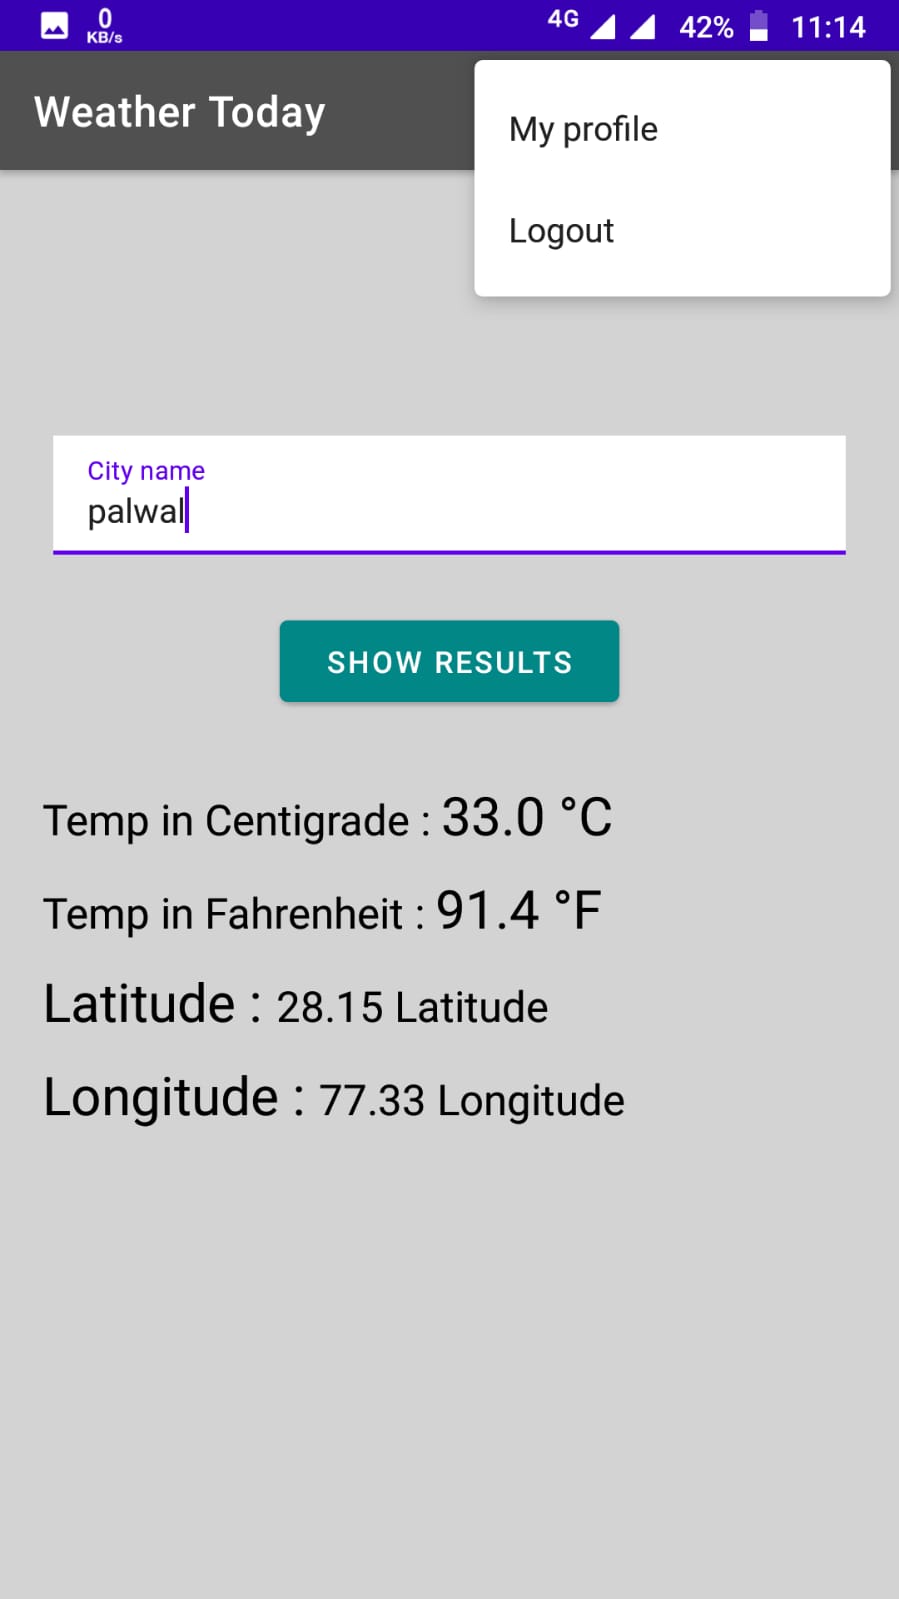 0
KB/s
4G 42% 11:14
Weather Today
My profile
Logout
City name
palwal
SHOW RESULTS
Temp in Centigrade : 33.0 °C
Temp in Fahrenheit : 91.4 °F
Latitude : 28.15 Latitude
Longitude : 77.33 Longitude